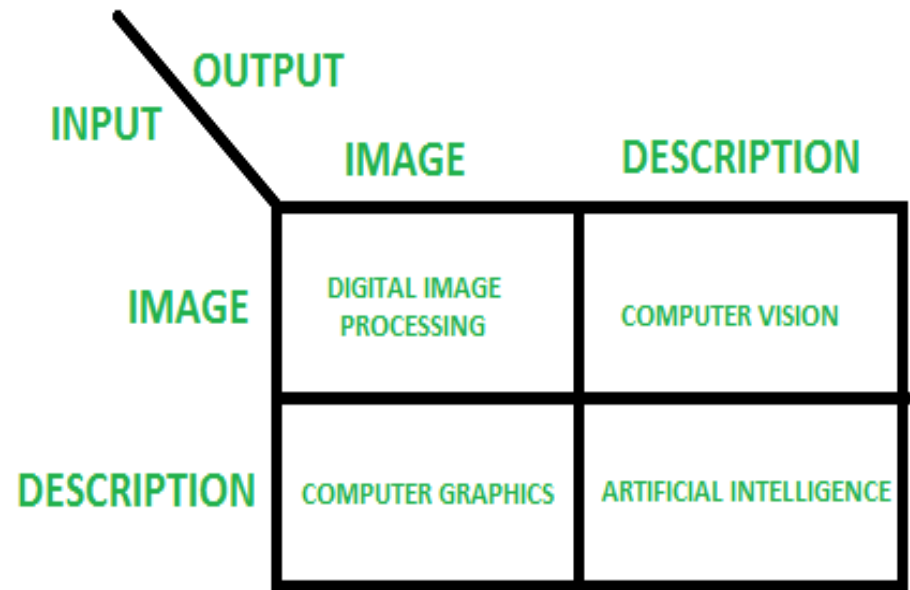 OUTPUT
INPUT
IMAGE
DESCRIPTION
IMAGE
DIGITAL IMAGE
PROCESSING
COMPUTER VISION
DESCRIPTION
COMPUTER GRAPHICS
ARTIFICIAL INTELLIGENCE